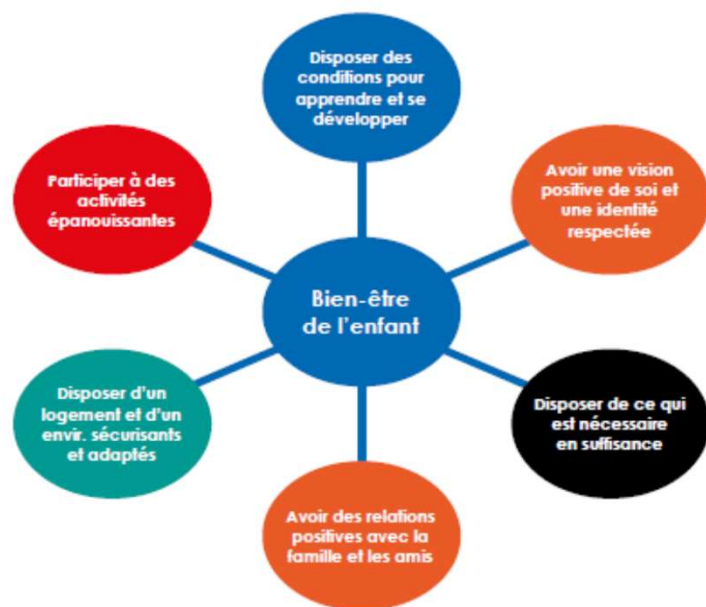 Disposer des
conditions pour
apprendre et se
développer
Participer à des
activités
épanouissantes
Avoir une vision
positive de soi et
une identité
respectée
Bien-être
de l'enfant
Disposer d'un
logement et d'un
envir. sécurisants
et adaptés
Disposer de ce qui
est nécessaire
en suffisance
Avoir des relations
positives avec la
famille et les amis